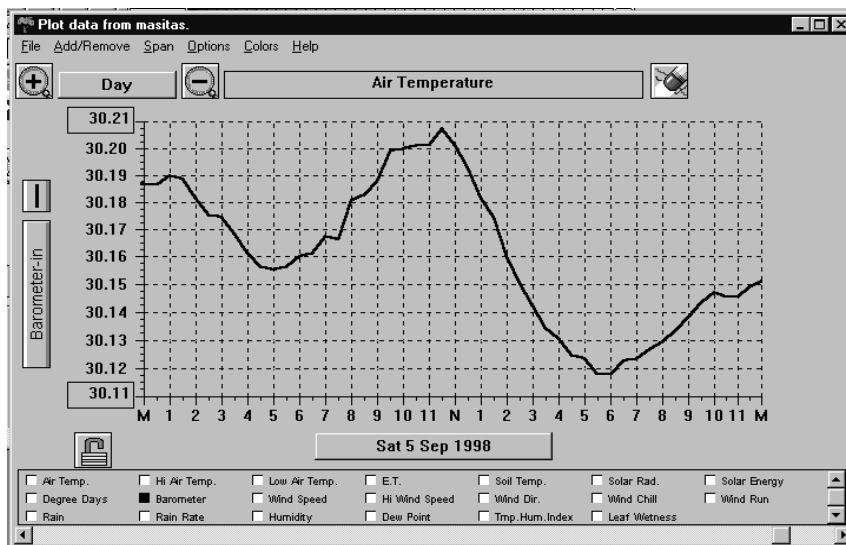 Plot data from masitas.
File Add/Remove Span Options Colors Help
Day Air Temperature
30.21
30.20
30.19
30.18
30.17
30.16
30.15
30.14
30.13
30.12
30.11
Barometer-in
M 1 2 3 4 5 6 7 8 9 10 11 N 1 2 3 4 5 6 7 8 9 10 11 M
Sat 5 Sep 1998
Air Temp. Hi Air Temp. Low Air Temp. E.T. Soil Temp. Solar Rad. Solar Energy
Degree Days Barometer Wind Speed Hi Wind Speed Wind Dir. Wind Chill Wind Run
Rain Rain Rate Humidity Dew Point Tmp.Hum.Index Leaf Wetness